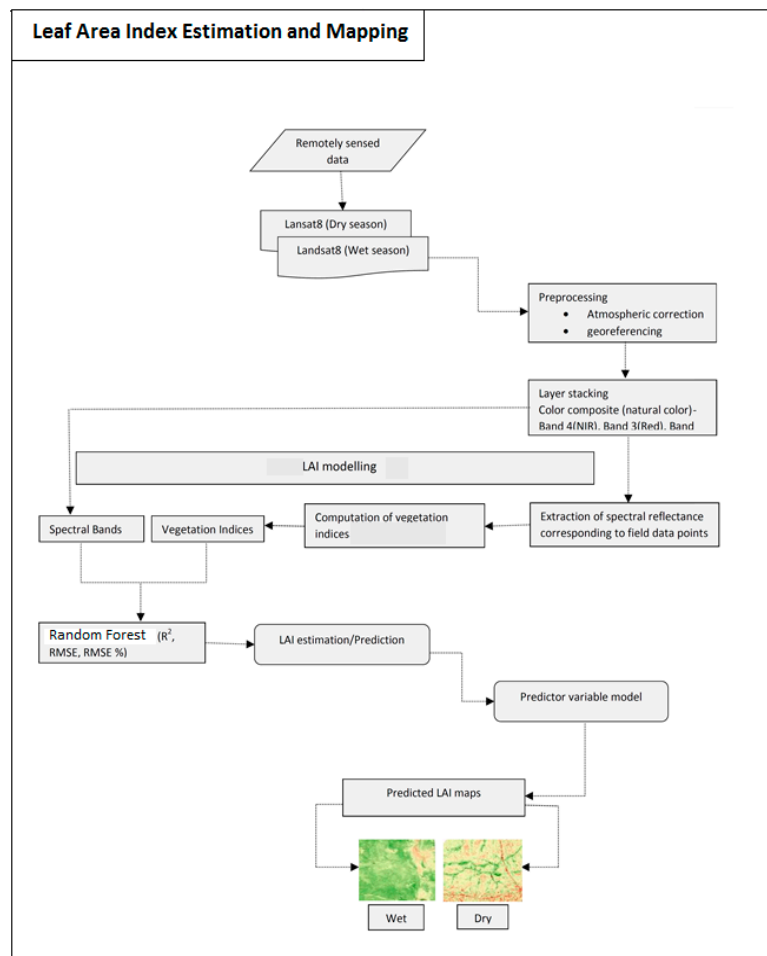 Leaf Area Index Estimation and Mapping
Remotely sensed
data
Lansat8 (Dry season)
Landsat8 (Wet season)
Preprocessing
• Atmospheric correction
• georeferencing
Layer stacking
Color composite (natural color)-
Band 4(NIR), Band 3(Red), Band
LAI modelling
Spectral Bands
Vegetation Indices
Computation of vegetation
indices
Extraction of spectral reflectance
corresponding to field data points
Random Forest (R², 
RMSE, RMSE %)
LAI estimation/Prediction
Predictor variable model
Predicted LAI maps
Wet
Dry